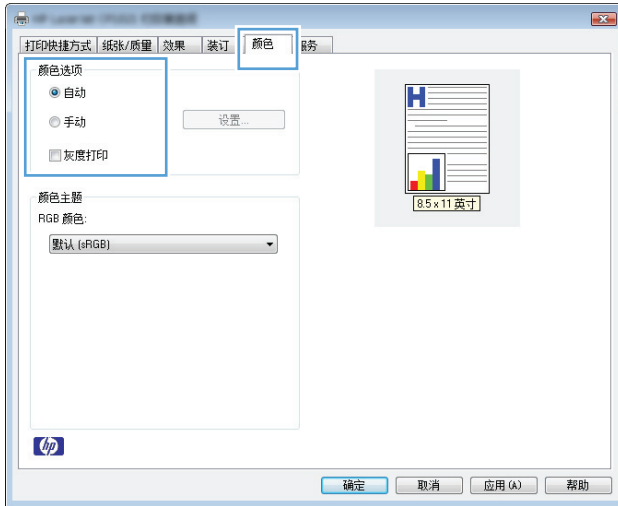 打印快捷方式 纸张/质量 效果 装订 颜色 服务
颜色选项
自动
手动 设置...
灰度打印
H
8.5 x 11 英寸
颜色主题
RGB 颜色:
默认 (sRGB)
hp
确定 取消 应用(A) 帮助